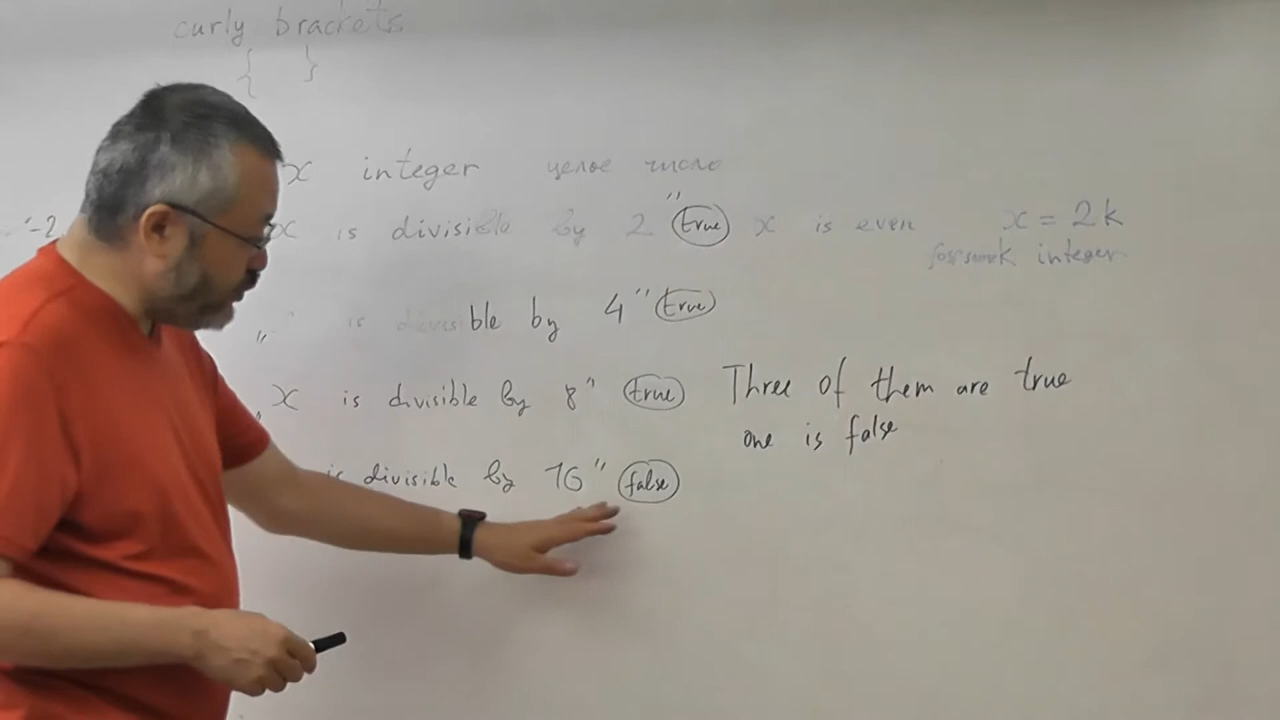 curly brackets
{ }
x integer целое число
-2 x is divisible by 2" true x is even x = 2k
for some k integer
" is divisible by 4" true
" x is divisible by 8" true Three of them are true
one is false
is divisible by 16" false